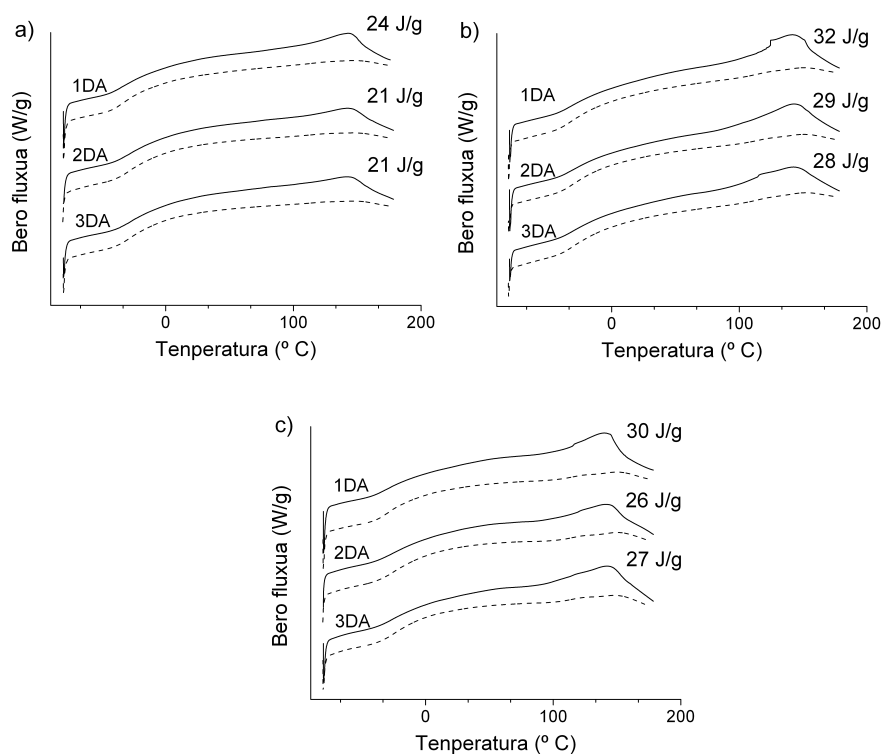 a)
24 J/g
1DA
21 J/g
2DA
21 J/g
3DA
Bero fluxua (W/g)
0
100
200
Tenperatura (º C)
b)
32 J/g
1DA
29 J/g
2DA
28 J/g
3DA
Bero fluxua (W/g)
0
100
200
Tenperatura (º C)
c)
30 J/g
1DA
26 J/g
2DA
27 J/g
3DA
Bero fluxua (W/g)
0
100
200
Tenperatura (º C)